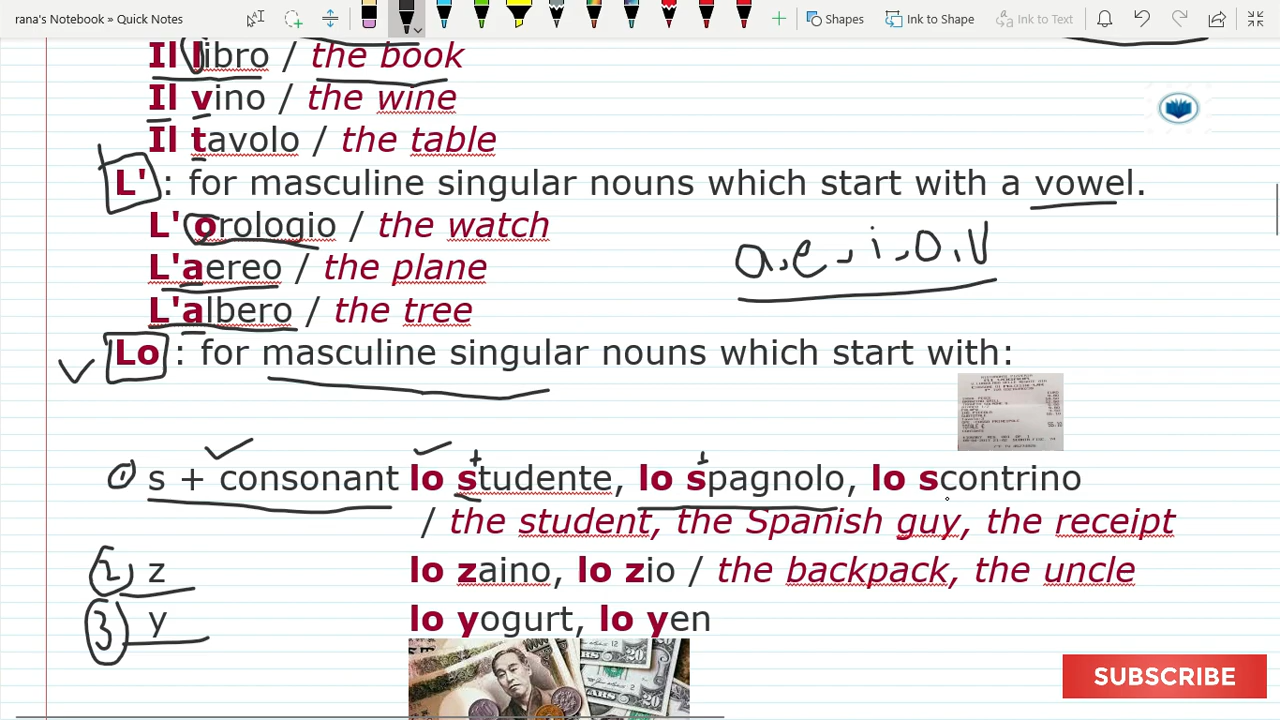 rana's Notebook » Quick Notes
Shapes
Ink to Shape
Ink to Text
Il libro / the book
Il vino / the wine
Il tavolo / the table
L' : for masculine singular nouns which start with a vowel.
L' orologio / the watch
a, e, i, o, u
L'aereo / the plane
L'albero / the tree
Lo : for masculine singular nouns which start with:
1 s + consonant lo studente, lo spagnolo, lo scontrino
/ the student, the Spanish guy, the receipt
2 z lo zaino, lo zio / the backpack, the uncle
3 y lo yogurt, lo yen
SUBSCRIBE